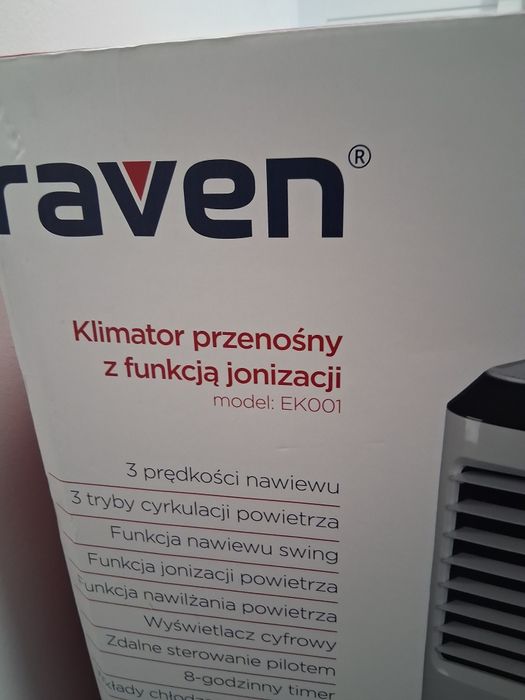 raven®
Klimator przenośny
z funkcją jonizacji
model: EK001
3 prędkości nawiewu
3 tryby cyrkulacji powietrza
Funkcja nawiewu swing
Funkcja jonizacji powietrza
Funkcja nawilżania powietrza
Wyświetlacz cyfrowy
Zdalne sterowanie pilotem
8-godzinny timer